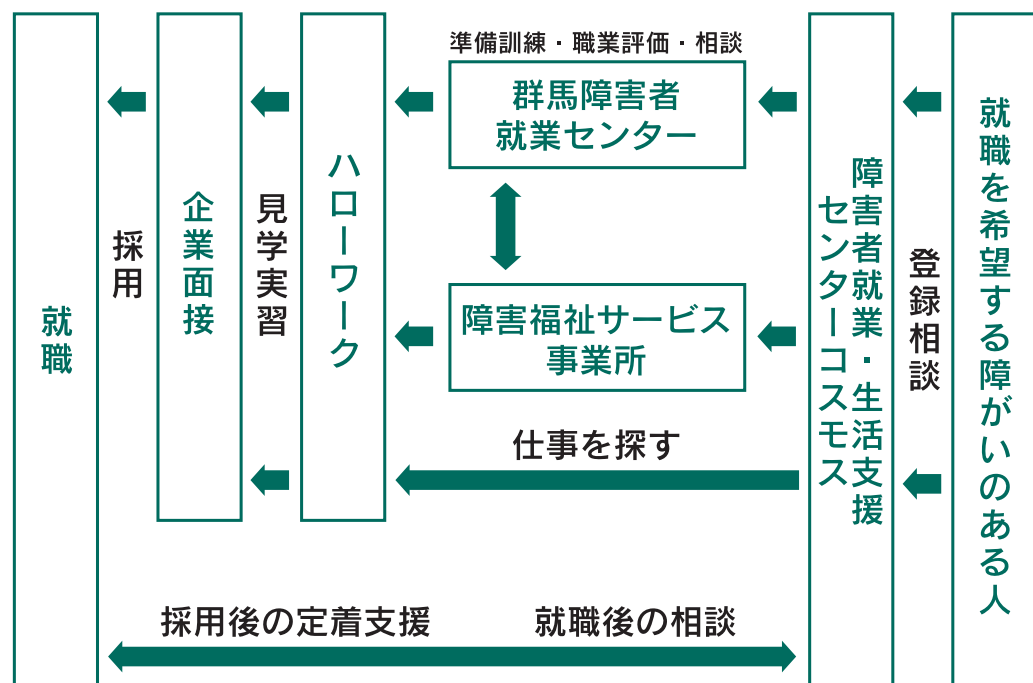 就職を希望する障がいのある人
登録相談
障害者就業・生活支援
センターコスモス
準備訓練・職業評価・相談
群馬障害者
就業センター
障害福祉サービス
事業所
仕事を探す
ハローワーク
見学実習
企業面接
採用
就職
採用後の定着支援
就職後の相談